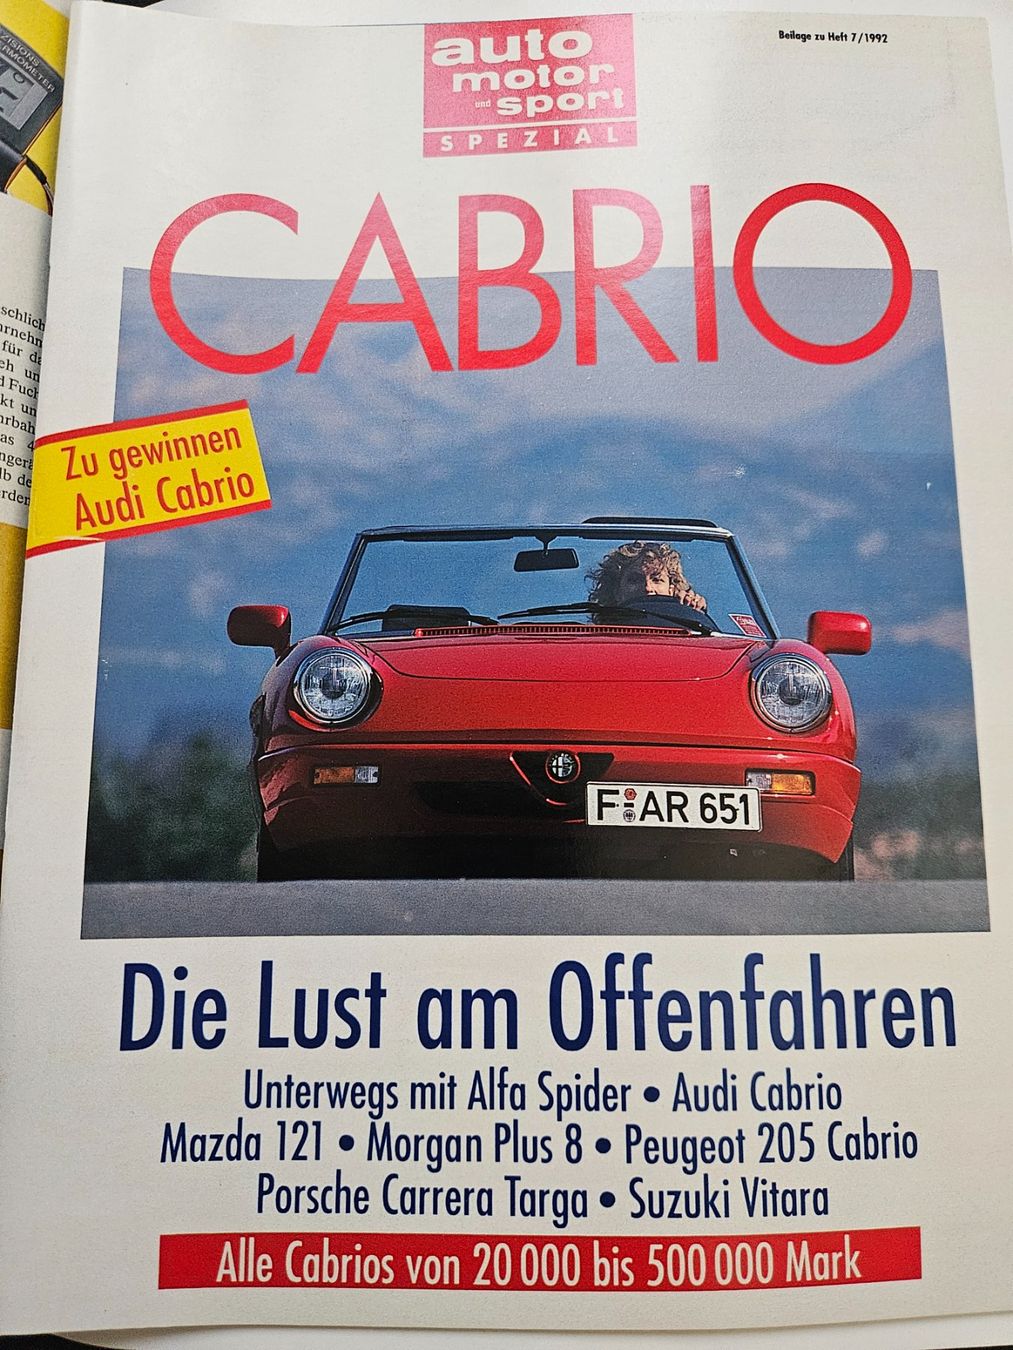 Beilage zu Heft 7/1992
auto
motor
und sport
SPEZIAL
CABRIO
Zu gewinnen
Audi Cabrio
F AR 651
Die Lust am Offenfahren
Unterwegs mit Alfa Spider • Audi Cabrio
Mazda 121 • Morgan Plus 8 • Peugeot 205 Cabrio
Porsche Carrera Targa • Suzuki Vitara
Alle Cabrios von 20 000 bis 500 000 Mark
für